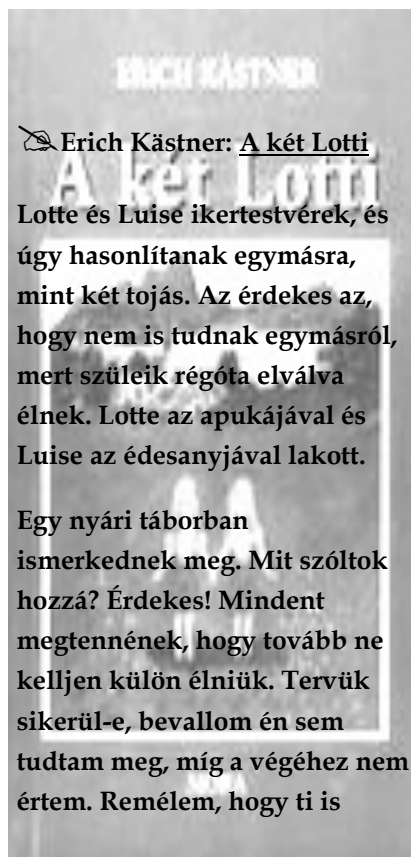 ERICH KÄSTNER
✍Erich Kästner: A két Lotti
A két Lotti
Lotte és Luise ikertestvérek, és
úgy hasonlítanak egymásra,
mint két tojás. Az érdekes az,
hogy nem is tudnak egymásról,
mert szüleik régóta elválva
élnek. Lotte az apukájával és
Luise az édesanyjával lakott.
Egy nyári táborban
ismerkednek meg. Mit szóltok
hozzá? Érdekes! Mindent
megtennének, hogy tovább ne
kelljen külön élniük. Tervük
sikerül-e, bevallom én sem
tudtam meg, míg a végéhez nem
értem. Remélem, hogy ti is